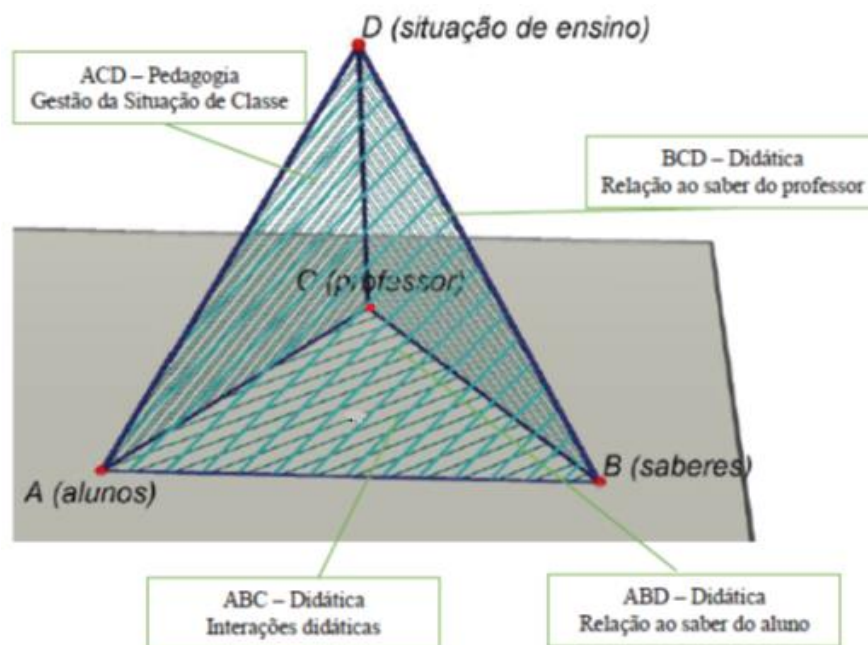 D (situação de ensino)
ACD – Pedagogia
Gestão da Situação de Classe
BCD – Didática
Relação ao saber do professor
C (professor)
A (alunos)
B (saberes)
ABC – Didática
Interações didáticas
ABD – Didática
Relação ao saber do aluno